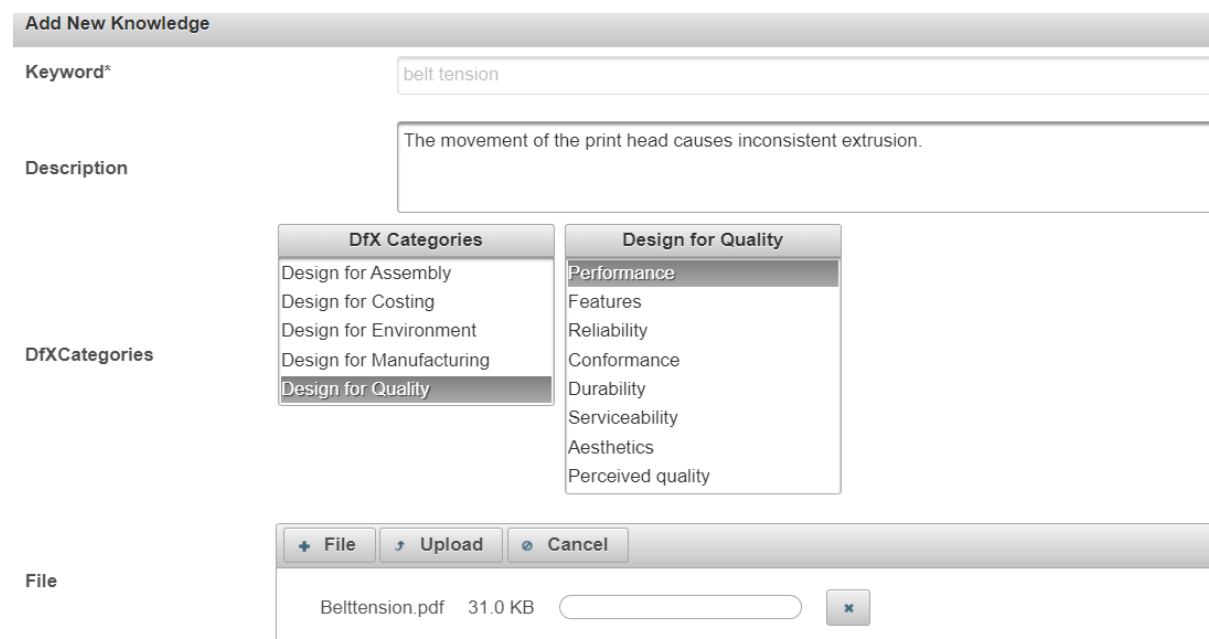 Add New Knowledge
Keyword*
belt tension
The movement of the print head causes inconsistent extrusion.
Description
DfX Categories
Design for Assembly
Design for Costing
Design for Environment
Design for Manufacturing
Design for Quality
Design for Quality
Performance
Features
Reliability
Conformance
Durability
Serviceability
Aesthetics
Perceived quality
DfXCategories
File
Upload
Cancel
File
Belttension.pdf 31.0 KB